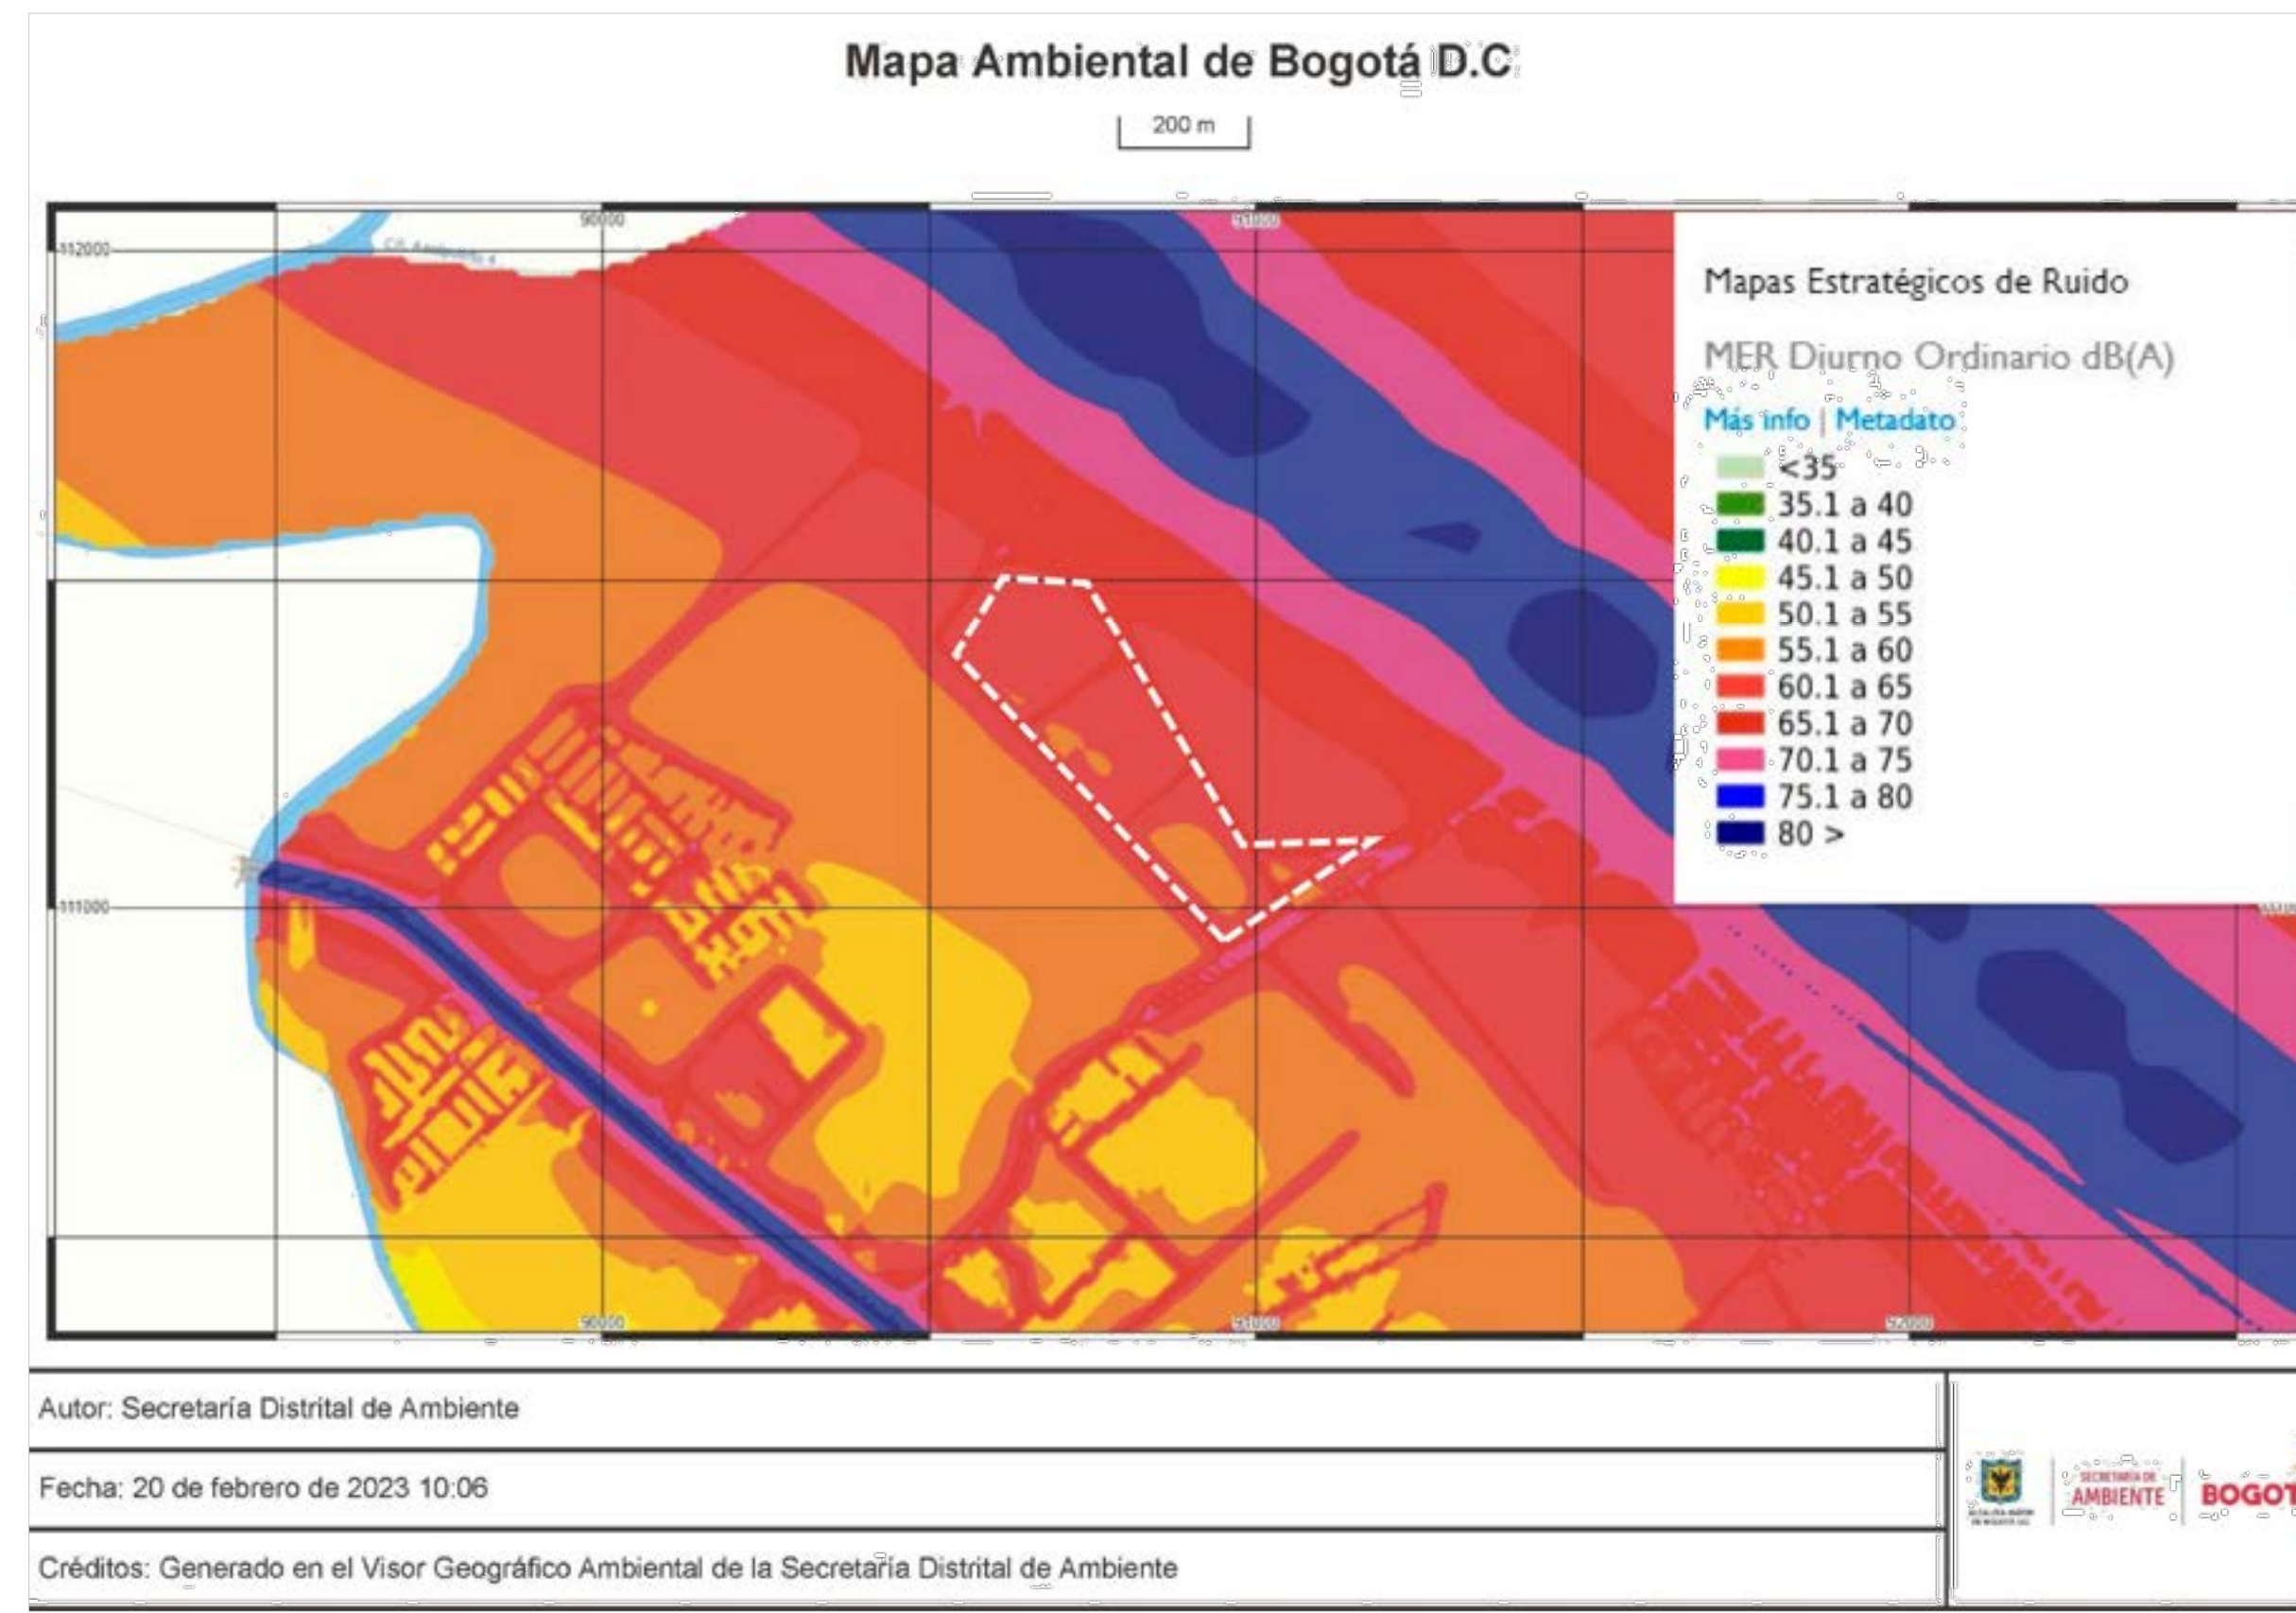 Mapa Ambiental de Bogotá D.C
200 m
90000
91000
112000
Mapas Estratégicos de Ruido
MER Diurno Ordinario dB(A)
Más info | Metadato
<35
35.1 a 40
40.1 a 45
45.1 a 50
50.1 a 55
55.1 a 60
60.1 a 65
65.1 a 70
70.1 a 75
75.1 a 80
80 >
111000
90000
91000
92000
Autor: Secretaría Distrital de Ambiente
Fecha: 20 de febrero de 2023 10:06
Créditos: Generado en el Visor Geográfico Ambiental de la Secretaría Distrital de Ambiente
SECRETARÍA DE
AMBIENTE
BOGOT